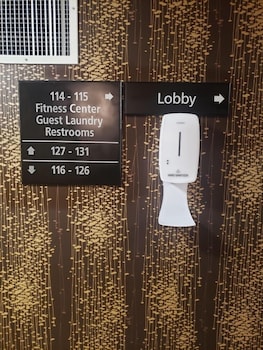 114 - 115
Fitness Center
Guest Laundry
Restrooms
127 - 131
116 - 126
Lobby